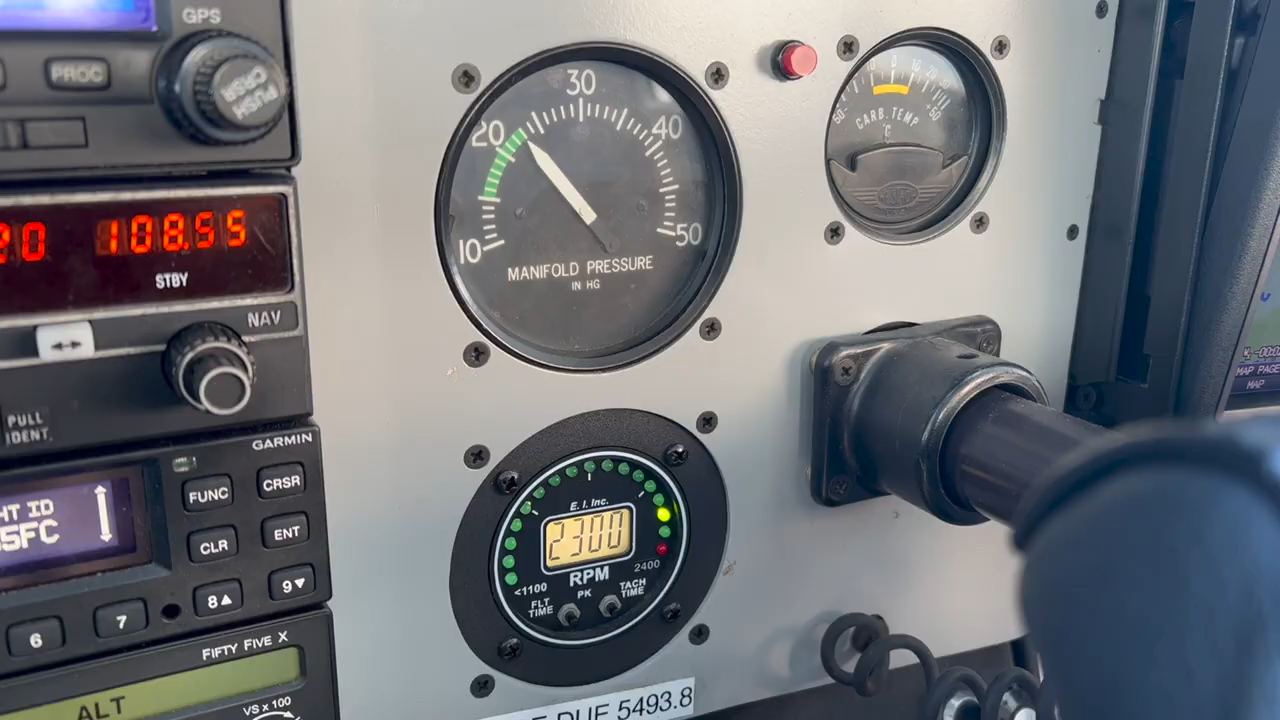 GPS
PROC
PUSH
CRSR
20
108.55
STBY
NAV
PULL
IDENT
GARMIN
HT ID
5FC
FUNC
CRSR
CLR
ENT
6
7
8▲
9▼
FIFTY FIVE X
ALT
VS x 100
10
20
30
40
50
MANIFOLD PRESSURE
IN HG
CARB. TEMP
°C
E. I. Inc.
2300
RPM
<1100
2400
FLT
TIME
PK
TACH
TIME
DUE 5493.8
MAP PAGE
MAP